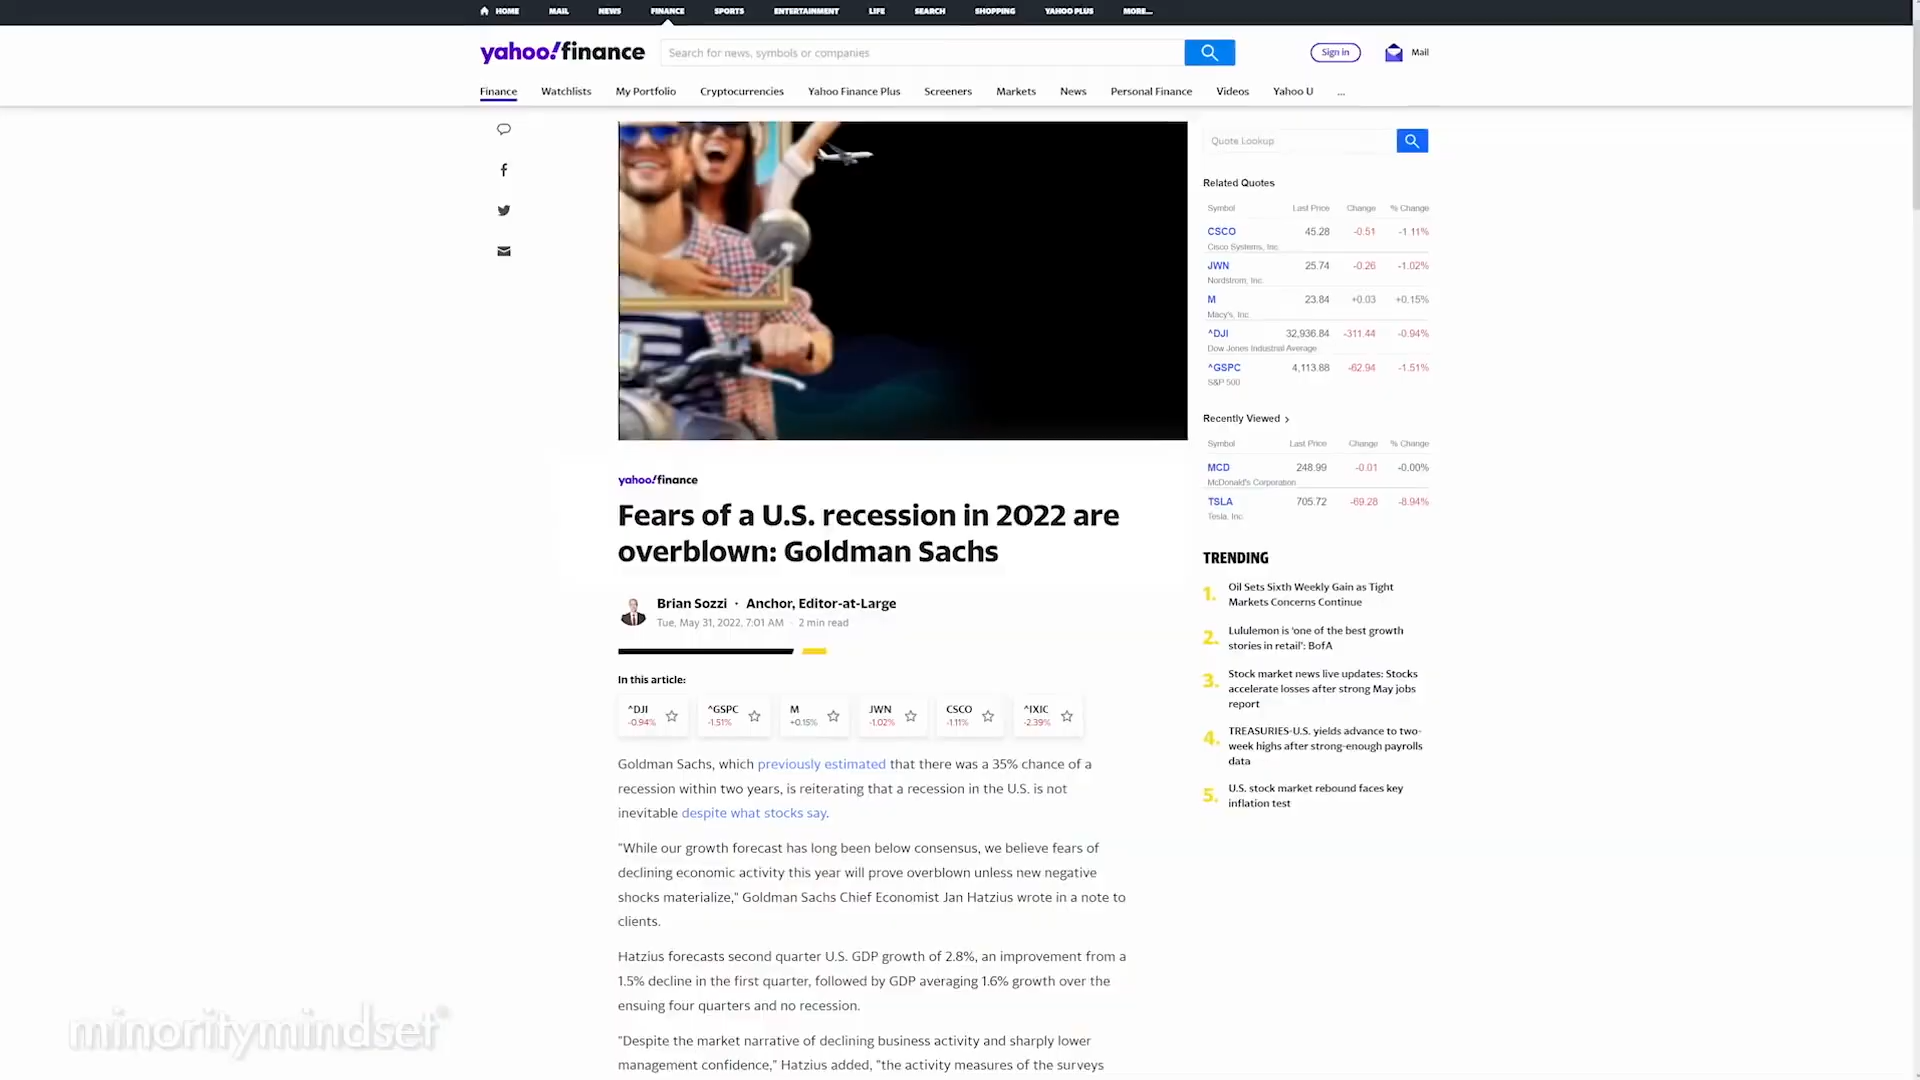 HOME MAIL NEWS FINANCE SPORTS ENTERTAINMENT LIFE SEARCH SHOPPING YAHOO PLUS MORE...
yahoo!finance
Search for news, symbols or companies
Sign in
Mail
Finance Watchlists My Portfolio Cryptocurrencies Yahoo Finance Plus Screeners Markets News Personal Finance Videos Yahoo U ...
yahoo!finance
Fears of a U.S. recession in 2022 are
overblown: Goldman Sachs
Brian Sozzi · Anchor, Editor-at-Large
Tue, May 31, 2022, 7:01 AM · 2 min read
In this article:
^DJI ^GSPC M JWN CSCO ^IXIC
-0.94% -1.51% +0.15% -1.02% -1.11% -2.39%
Goldman Sachs, which previously estimated that there was a 35% chance of a
recession within two years, is reiterating that a recession in the U.S. is not
inevitable despite what stocks say.
"While our growth forecast has long been below consensus, we believe fears of
declining economic activity this year will prove overblown unless new negative
shocks materialize," Goldman Sachs Chief Economist Jan Hatzius wrote in a note to
clients.
Hatzius forecasts second quarter U.S. GDP growth of 2.8%, an improvement from a
1.5% decline in the first quarter, followed by GDP averaging 1.6% growth over the
ensuing four quarters and no recession.
"Despite the market narrative of declining business activity and sharply lower
management confidence," Hatzius added, "the activity measures of the surveys
Quote Lookup
Related Quotes
Symbol Last Price Change % Change
CSCO 45.28 -0.51 -1.11%
Cisco Systems, Inc.
JWN 25.74 -0.26 -1.02%
Nordstrom, Inc.
M 23.84 +0.03 +0.15%
Macy's, Inc.
^DJI 32,936.84 -311.44 -0.94%
Dow Jones Industrial Average
^GSPC 4,113.88 -62.94 -1.51%
S&P 500
Recently Viewed >
Symbol Last Price Change % Change
MCD 248.99 -0.01 -0.00%
McDonald's Corporation
TSLA 705.72 -69.28 -8.94%
Tesla, Inc.
TRENDING
1. Oil Sets Sixth Weekly Gain as Tight
Markets Concerns Continue
2. Lululemon is 'one of the best growth
stories in retail': BofA
3. Stock market news live updates: Stocks
accelerate losses after strong May jobs
report
4. TREASURIES-U.S. yields advance to two-
week highs after strong-enough payrolls
data
5. U.S. stock market rebound faces key
inflation test
minoritymindset®